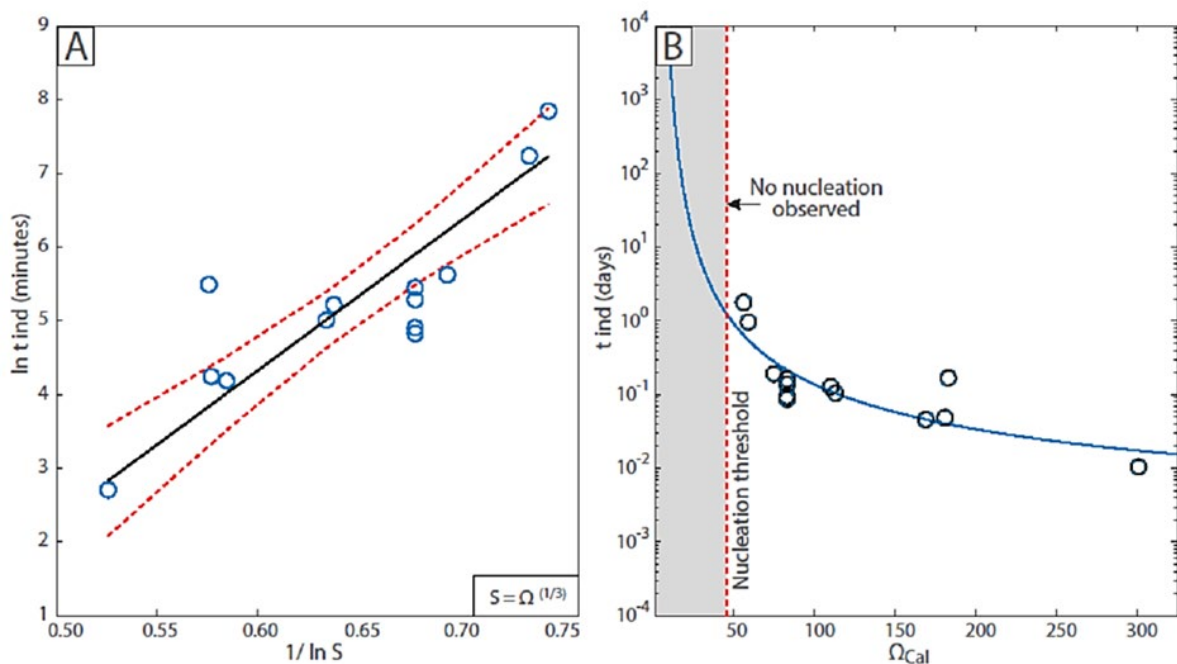 A
9
8
7
6
5
4
3
2
1
ln t ind (minutes)
0.50 0.55 0.60 0.65 0.70 0.75
1/ ln S
S = Ω (1/3)
B
10^4
10^3
10^2
10^1
10^0
10^-1
10^-2
10^-3
10^-4
t ind (days)
No nucleation
observed
Nucleation threshold
50 100 150 200 250 300
Ω Cal